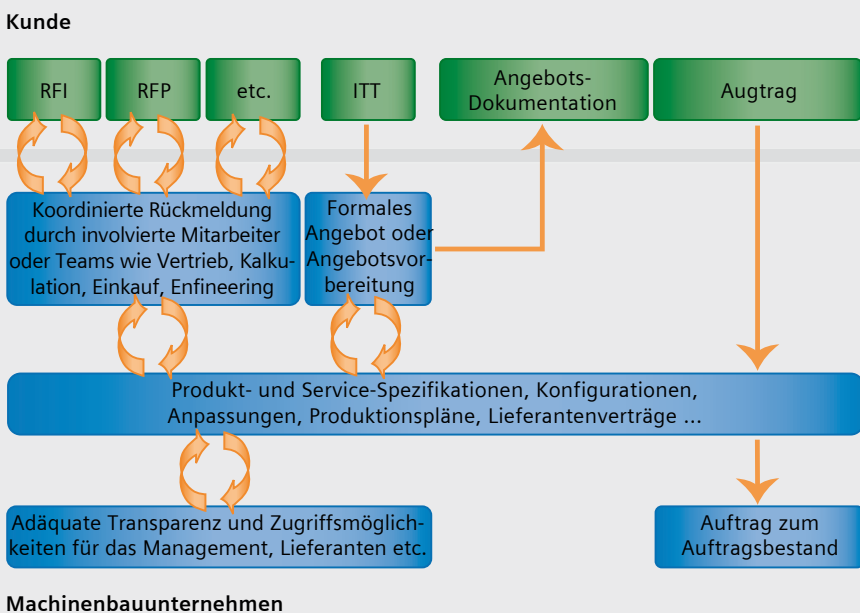 Kunde
RFI
RFP
etc.
ITT
Angebots-
Dokumentation
Augtrag
Koordinierte Rückmeldung
durch involvierte Mitarbeiter
oder Teams wie Vertrieb, Kalku-
lation, Einkauf, Enfineering
Formales
Angebot oder
Angebotsvor-
bereitung
Produkt- und Service-Spezifikationen, Konfigurationen,
Anpassungen, Produktionspläne, Lieferantenverträge ...
Adäquate Transparenz und Zugriffsmöglich-
keiten für das Management, Lieferanten etc.
Auftrag zum
Auftragsbestand
Machinenbauunternehmen